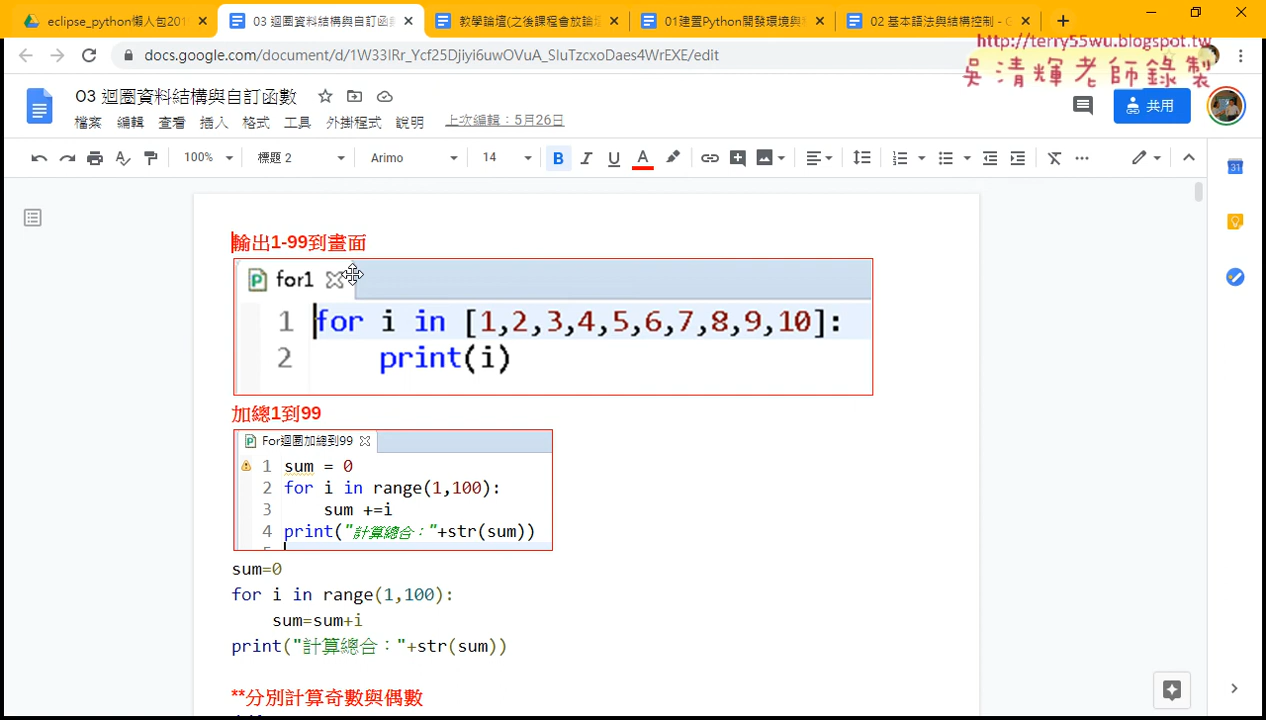 eclipse_python懶人包201
03 迴圈資料結構與自訂函
教學論壇(之後課程會放論
01建置Python開發環境與
02 基本語法與結構控制 - G
docs.google.com/document/d/1W33IRr_Ycf25Djiyi6uwOVuA_SIuTzcxoDaes4WrEXE/edit
http://terry55wu.blogspot.tw
吳清輝老師錄製
03 迴圈資料結構與自訂函數
檔案 編輯 查看 插入 格式 工具 外掛程式 說明 上次編輯：5月26日
共用
100% 標題 2 Arimo 14 B I U A
31
輸出1-99到畫面
for1
1 for i in [1,2,3,4,5,6,7,8,9,10]:
2 print(i)
加總1到99
For迴圈加總到99
1 sum = 0
2 for i in range(1,100):
3 sum +=i
4 print("計算總合："+str(sum))
5
sum=0
for i in range(1,100):
sum=sum+i
print("計算總合："+str(sum))
**分別計算奇數與偶數